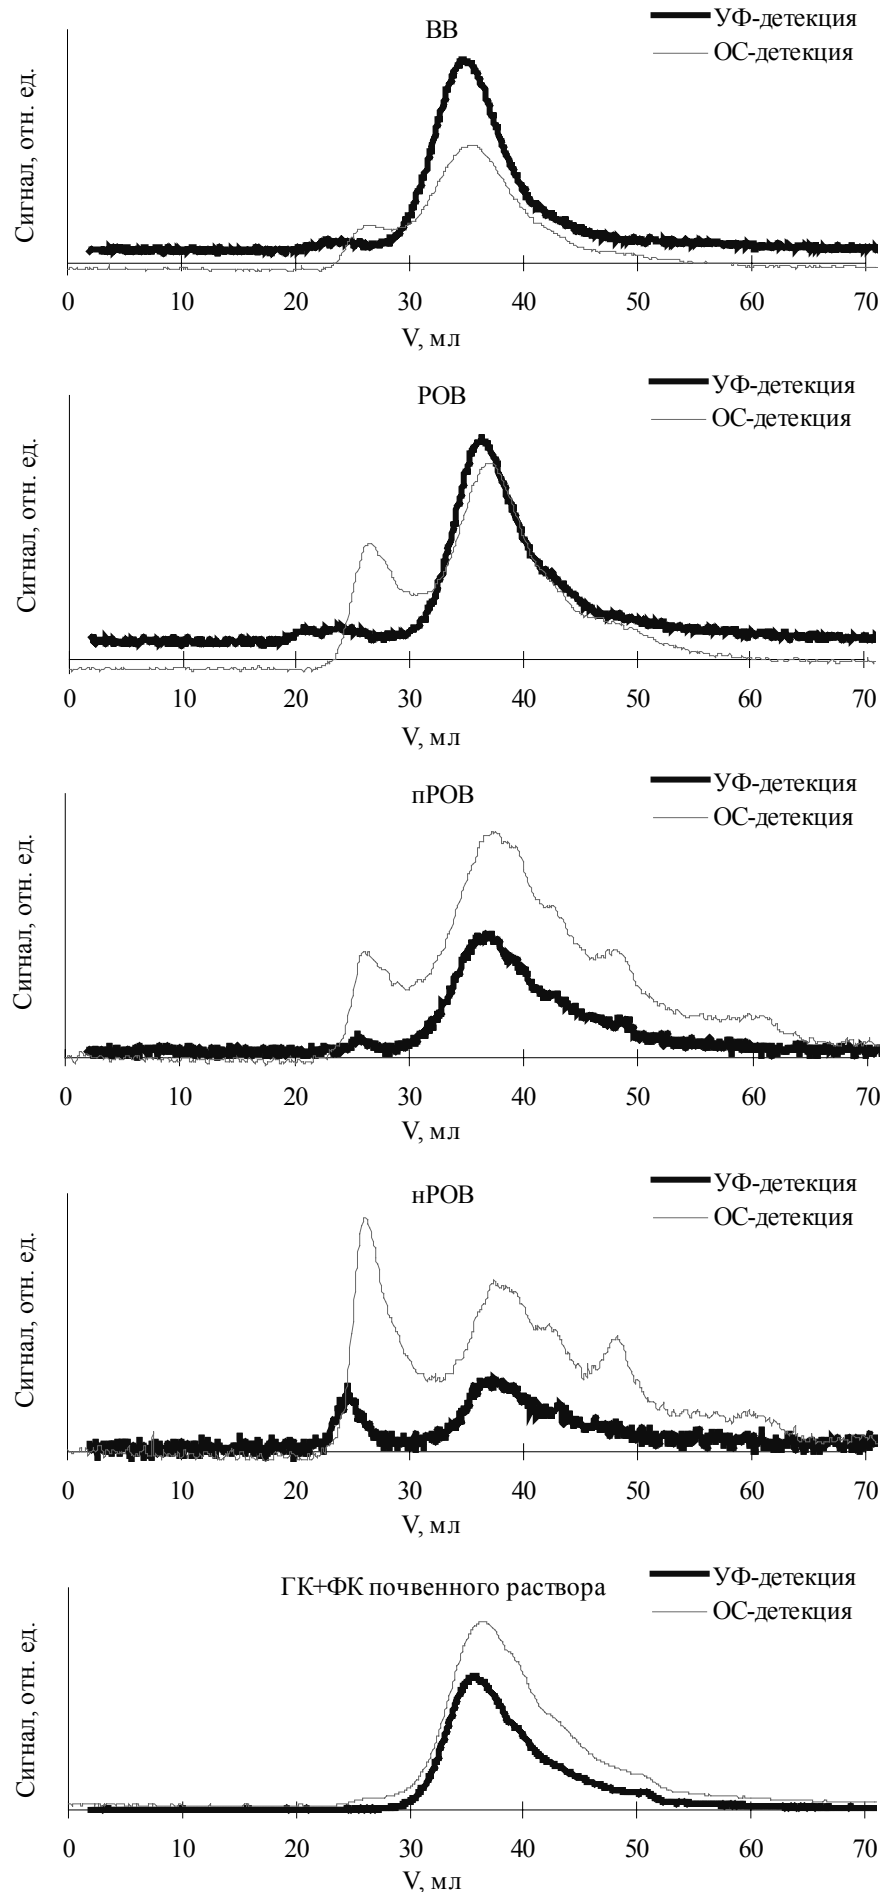 ВВ
УФ-детекция
ОС-детекция
Сигнал, отн. ед.
0 10 20 30 40 50 60 70
V, мл
РОВ
УФ-детекция
ОС-детекция
Сигнал, отн. ед.
0 10 20 30 40 50 60 70
V, мл
пРОВ
УФ-детекция
ОС-детекция
Сигнал, отн. ед.
0 10 20 30 40 50 60 70
V, мл
нРОВ
УФ-детекция
ОС-детекция
Сигнал, отн. ед.
0 10 20 30 40 50 60 70
V, мл
ГК+ФК почвенного раствора
УФ-детекция
ОС-детекция
Сигнал, отн. ед.
0 10 20 30 40 50 60 70
V, мл